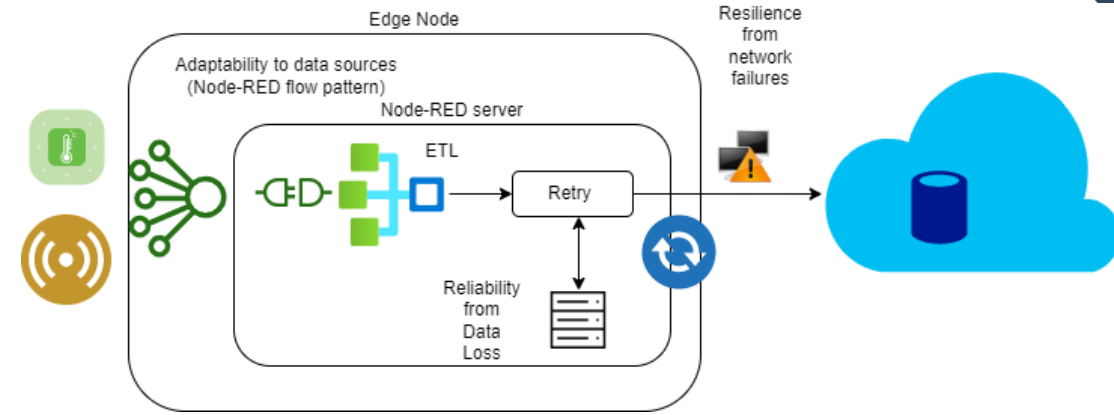 Edge Node
Resilience
from
network
failures
Adaptability to data sources
(Node-RED flow pattern)
Node-RED server
ETL
Retry
Reliability
from
Data
Loss